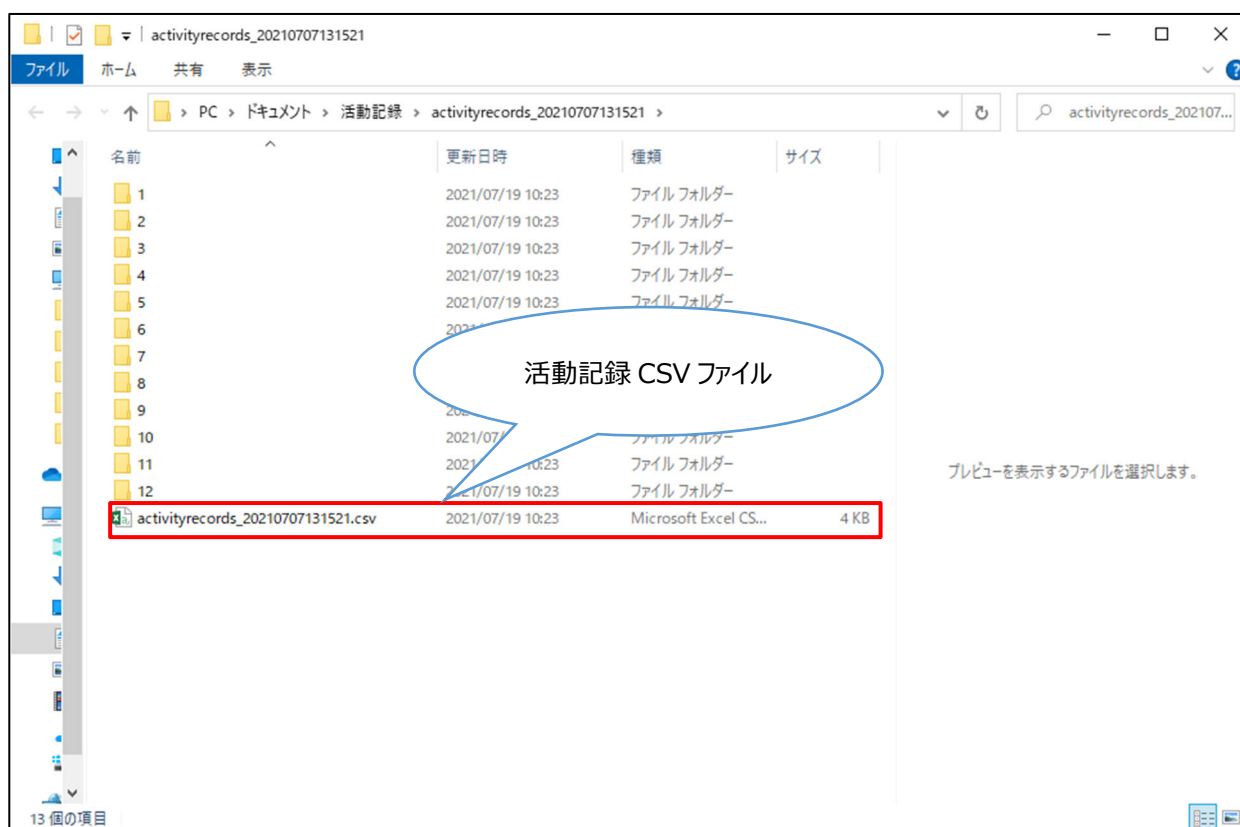 activityrecords_20210707131521
ファイル ホーム 共有 表示
PC › ドキュメント › 活動記録 › activityrecords_20210707131521 ›
activityrecords_202107...
名前 更新日時 種類 サイズ
1 2021/07/19 10:23 ファイル フォルダー
2 2021/07/19 10:23 ファイル フォルダー
3 2021/07/19 10:23 ファイル フォルダー
4 2021/07/19 10:23 ファイル フォルダー
5 2021/07/19 10:23 ファイル フォルダー
6
7
活動記録 CSV ファイル
8
9
10 2021/07/ ファイル フォルダー
11 2021 10:23 ファイル フォルダー
プレビューを表示するファイルを選択します。
12 2021/07/19 10:23 ファイル フォルダー
activityrecords_20210707131521.csv 2021/07/19 10:23 Microsoft Excel CS... 4 KB
13 個の項目